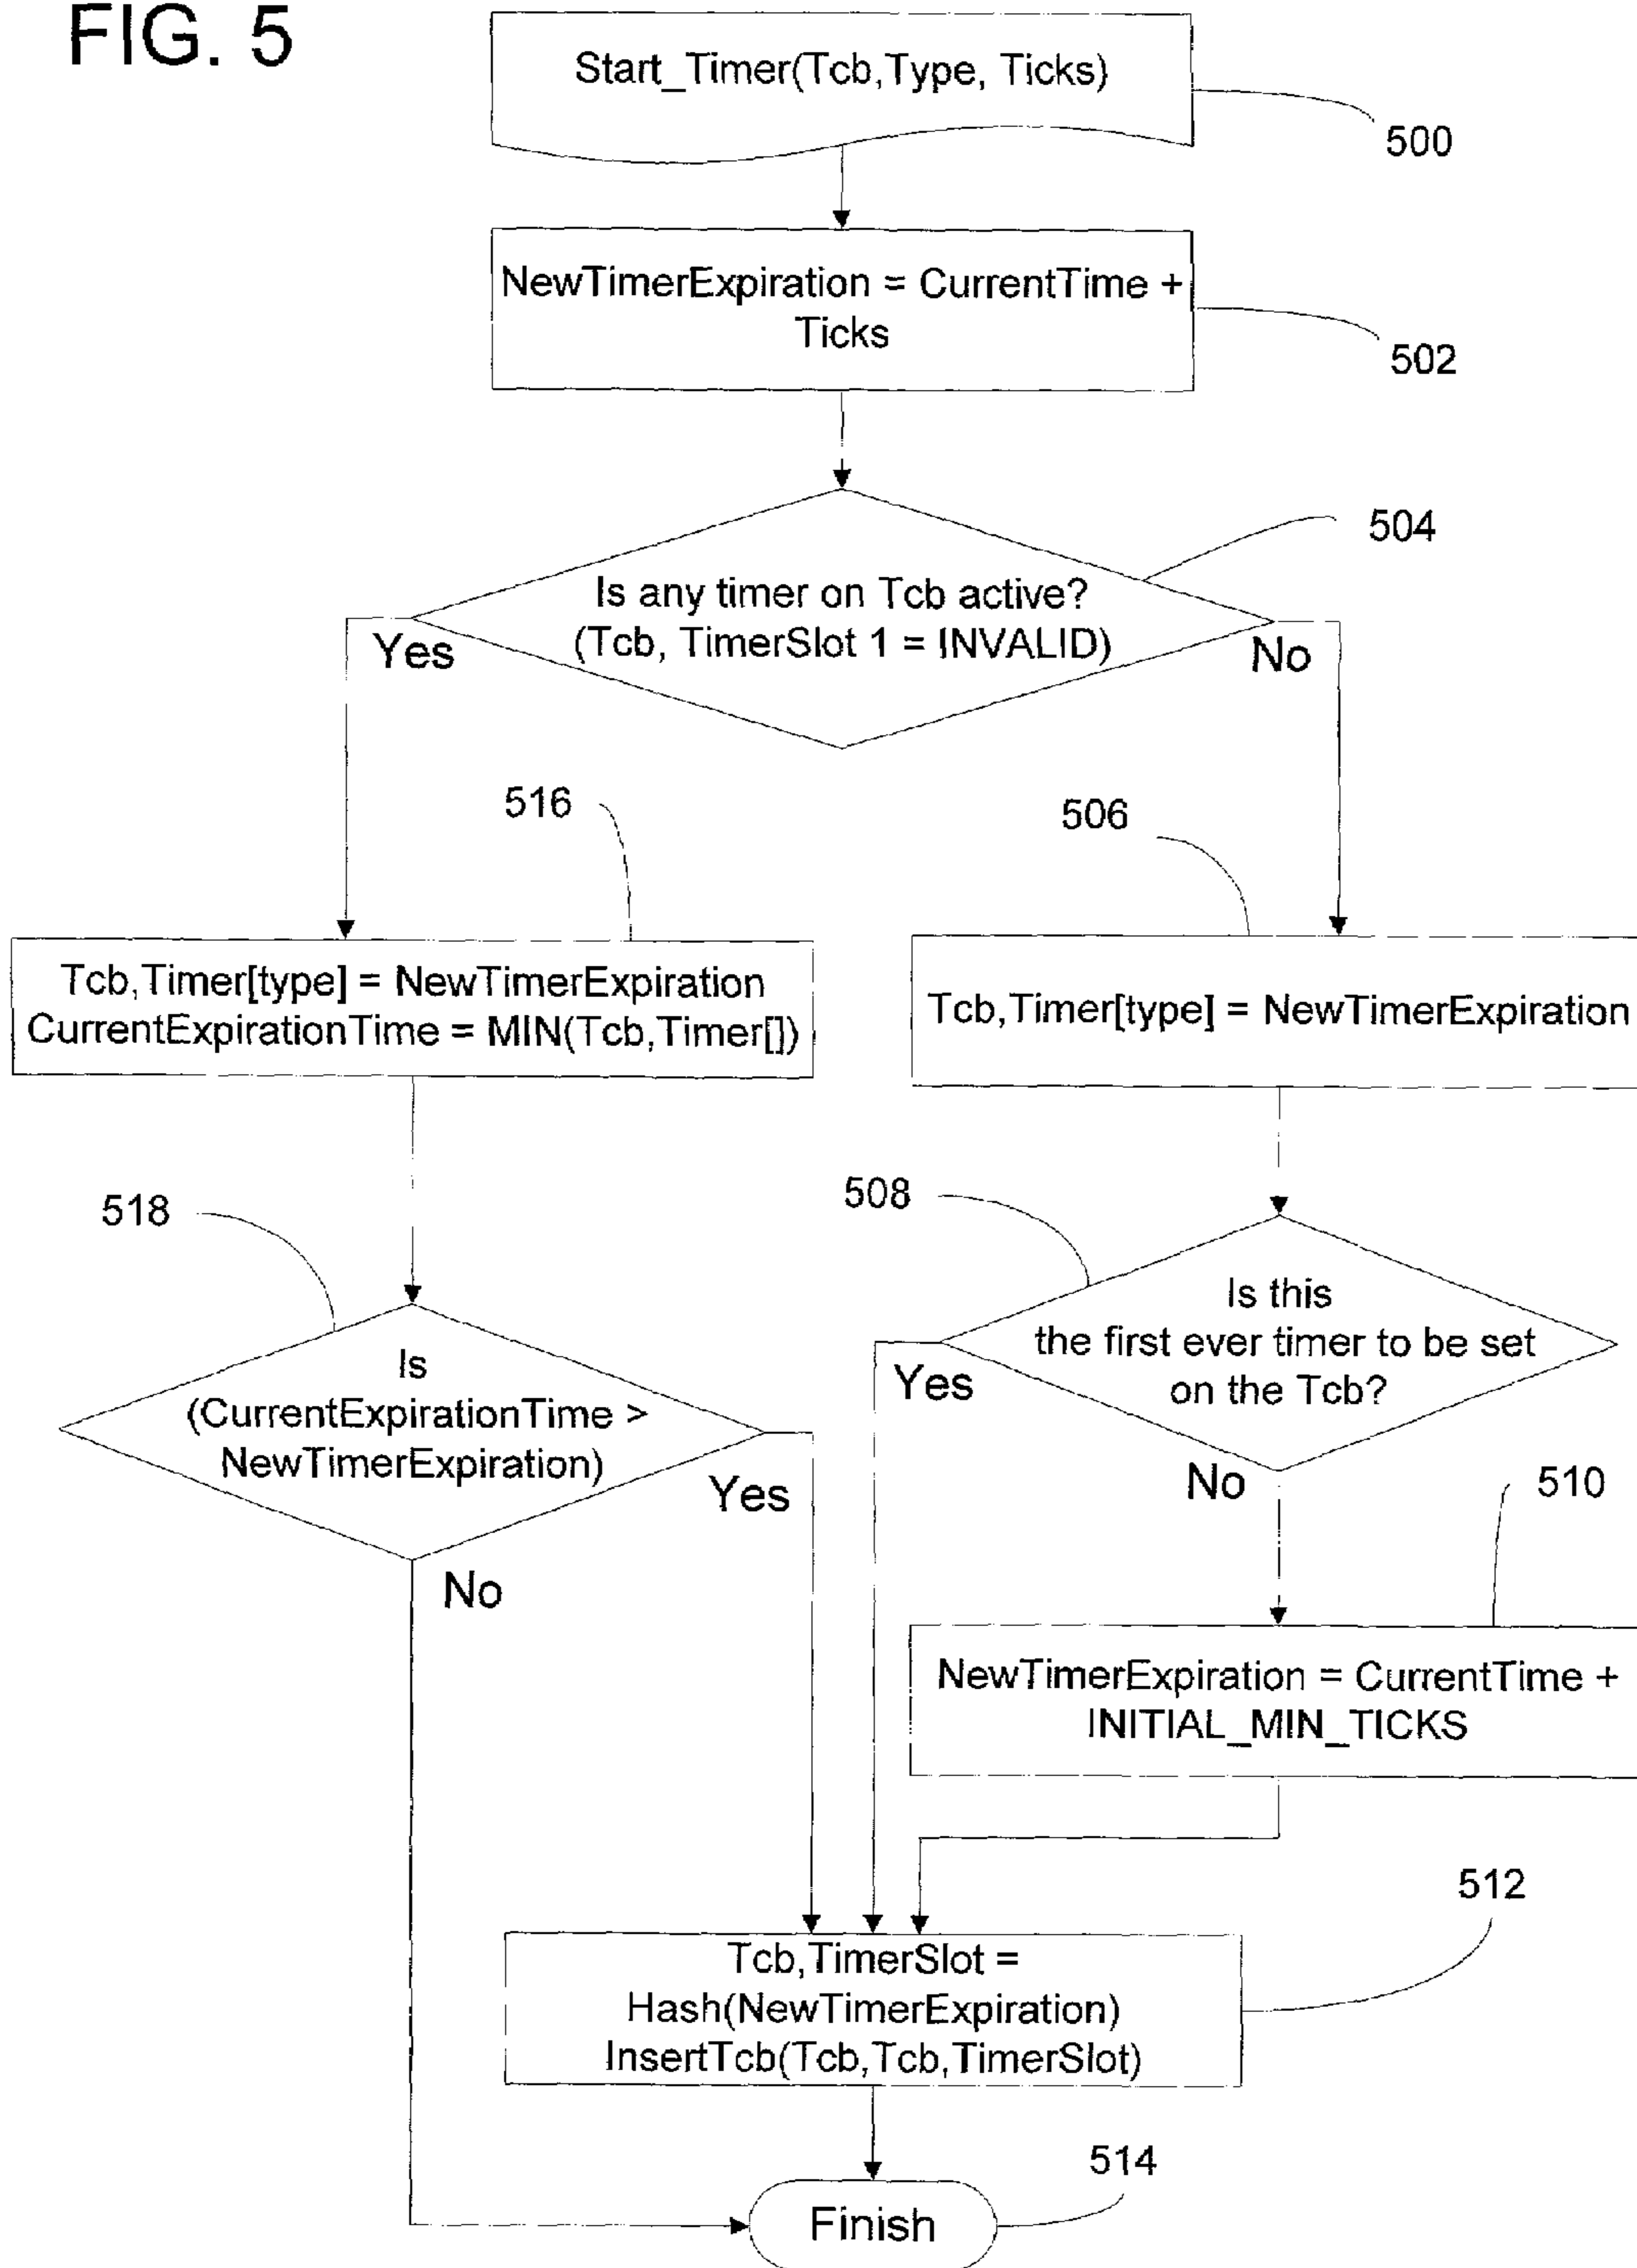 FIG. 5
Start_Timer(Tcb,Type, Ticks)
500
NewTimerExpiration = CurrentTime +
Ticks
502
504
Is any timer on Tcb active?
(Tcb, TimerSlot 1 = INVALID)
Yes
No
516
506
Tcb,Timer[type] = NewTimerExpiration
CurrentExpirationTime = MIN(Tcb,Timer[])
Tcb,Timer[type] = NewTimerExpiration
518
508
Is
(CurrentExpirationTime >
NewTimerExpiration)
Yes
No
Is this
the first ever timer to be set
on the Tcb?
Yes
No
510
NewTimerExpiration = CurrentTime +
INITIAL_MIN_TICKS
512
Tcb,TimerSlot =
Hash(NewTimerExpiration)
InsertTcb(Tcb,Tcb,TimerSlot)
514
Finish